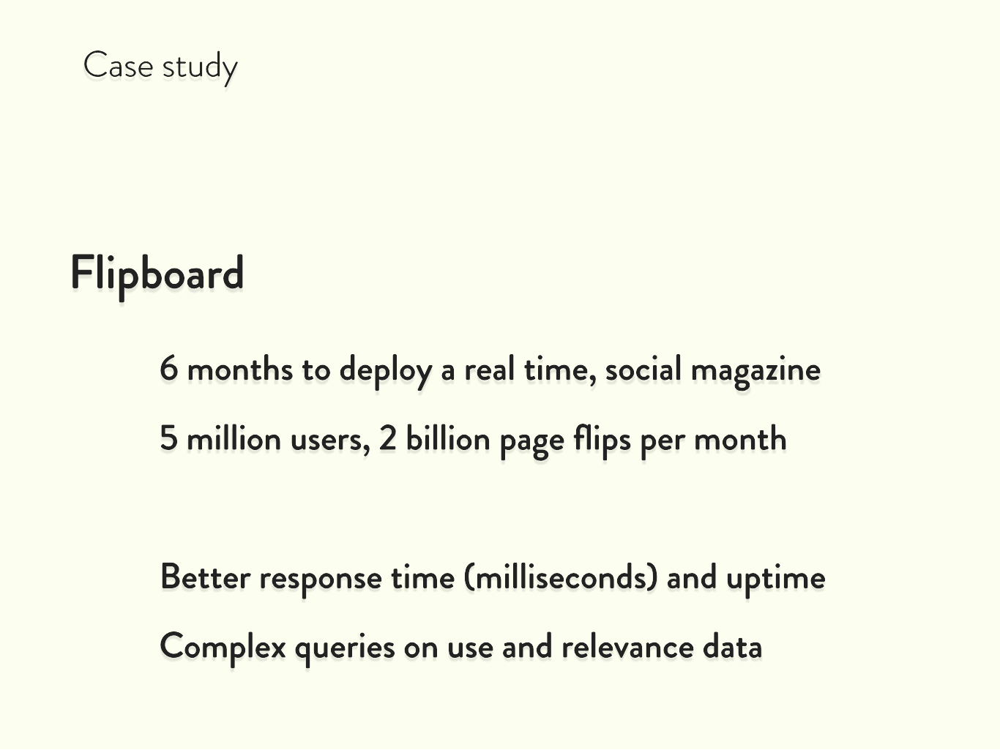 Case study
Flipboard
6 months to deploy a real time, social magazine
5 million users, 2 billion page flips per month
Better response time (milliseconds) and uptime
Complex queries on use and relevance data